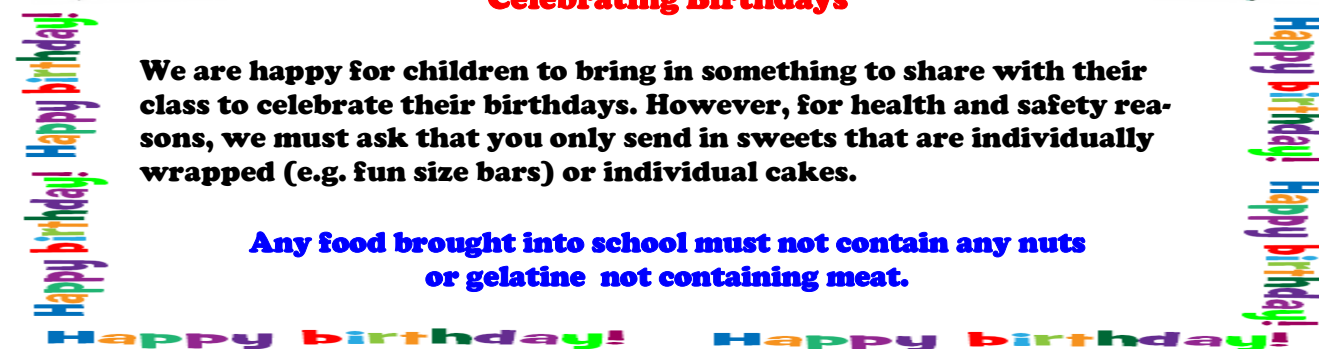 Celebrating Birthdays
We are happy for children to bring in something to share with their
class to celebrate their birthdays. However, for health and safety rea-
sons, we must ask that you only send in sweets that are individually
wrapped (e.g. fun size bars) or individual cakes.
Any food brought into school must not contain any nuts
or gelatine  not containing meat.
Happy birthday! Happy birthday!
Happy birthday! Happy birthday!
Happy birthday! Happy birthday!